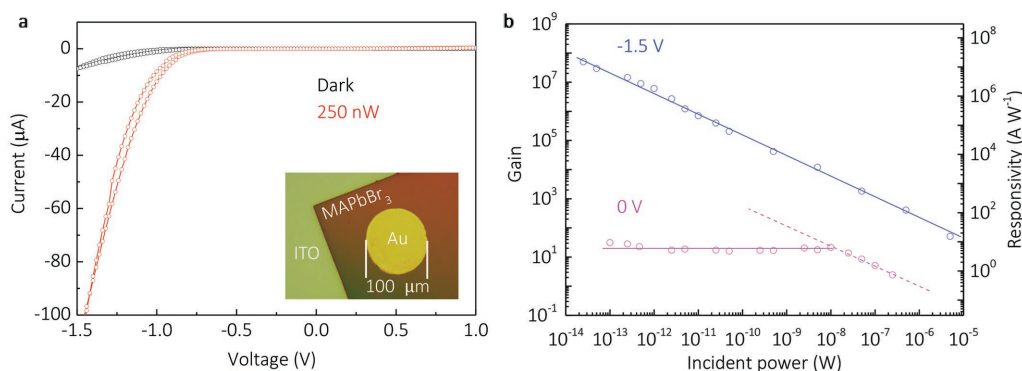 a
Current (µA)
0
-20
-40
-60
-80
-100
-1.5
-1.0
-0.5
0.0
0.5
1.0
Voltage (V)
Dark
250 nW
MAPbBr3
Au
ITO
100 µm
b
Gain
10^9
10^7
10^5
10^3
10^1
10^-1
10^-14
10^-13
10^-12
10^-11
10^-10
10^-9
10^-8
10^-7
10^-6
10^-5
Incident power (W)
10^8
10^6
10^4
10^2
10^0
Responsivity (A W^-1)
-1.5 V
0 V